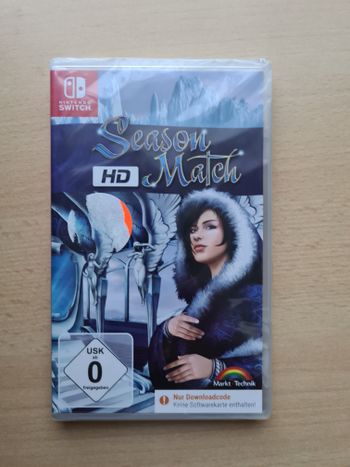 NINTENDO
SWITCH
Season
HD Match
USK
ab
0
freigegeben
Markt + Technik
Nur Downloadcode
Keine Softwarekarte enthalten!